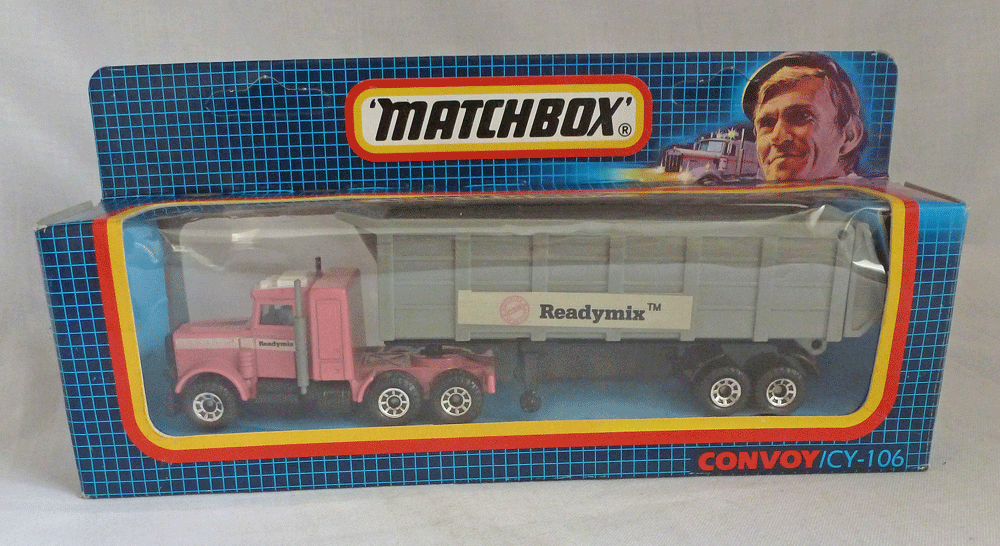 'MATCHBOX'®
Readymix™
Readymix
CONVOY/CY-106